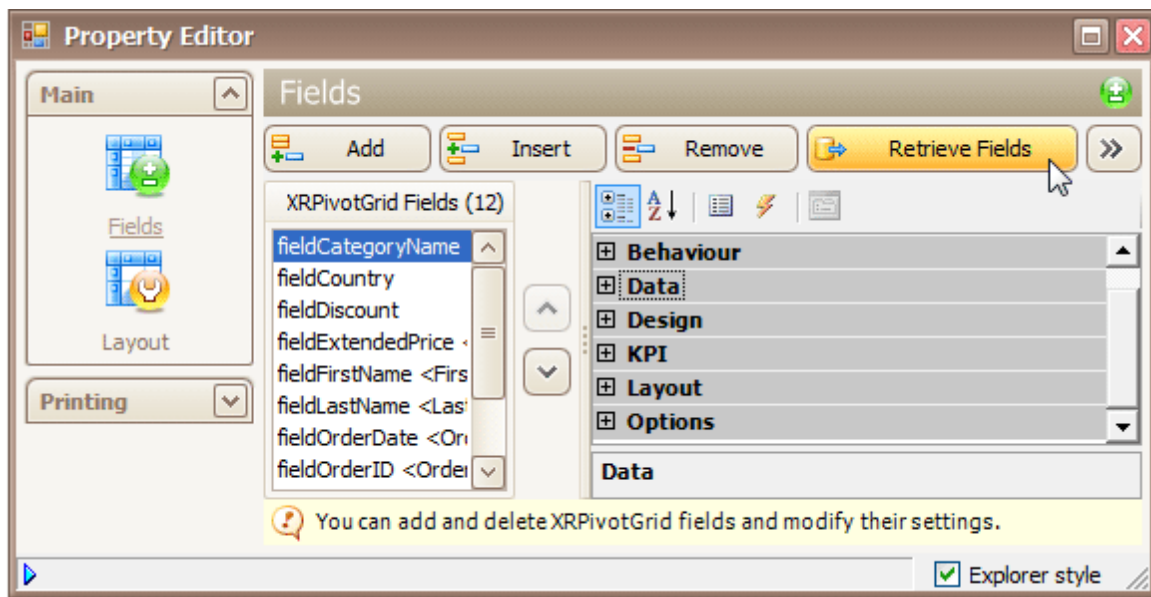 Property Editor
Main
Fields
Layout
Printing
Fields
Add Insert Remove Retrieve Fields
XRPivotGrid Fields (12)
fieldCategoryName
fieldCountry
fieldDiscount
fieldExtendedPrice <
fieldFirstName <Firs
fieldLastName <Las
fieldOrderDate <Or
fieldOrderID <Order
Behaviour
Data
Design
KPI
Layout
Options
Data
You can add and delete XRPivotGrid fields and modify their settings.
Explorer style